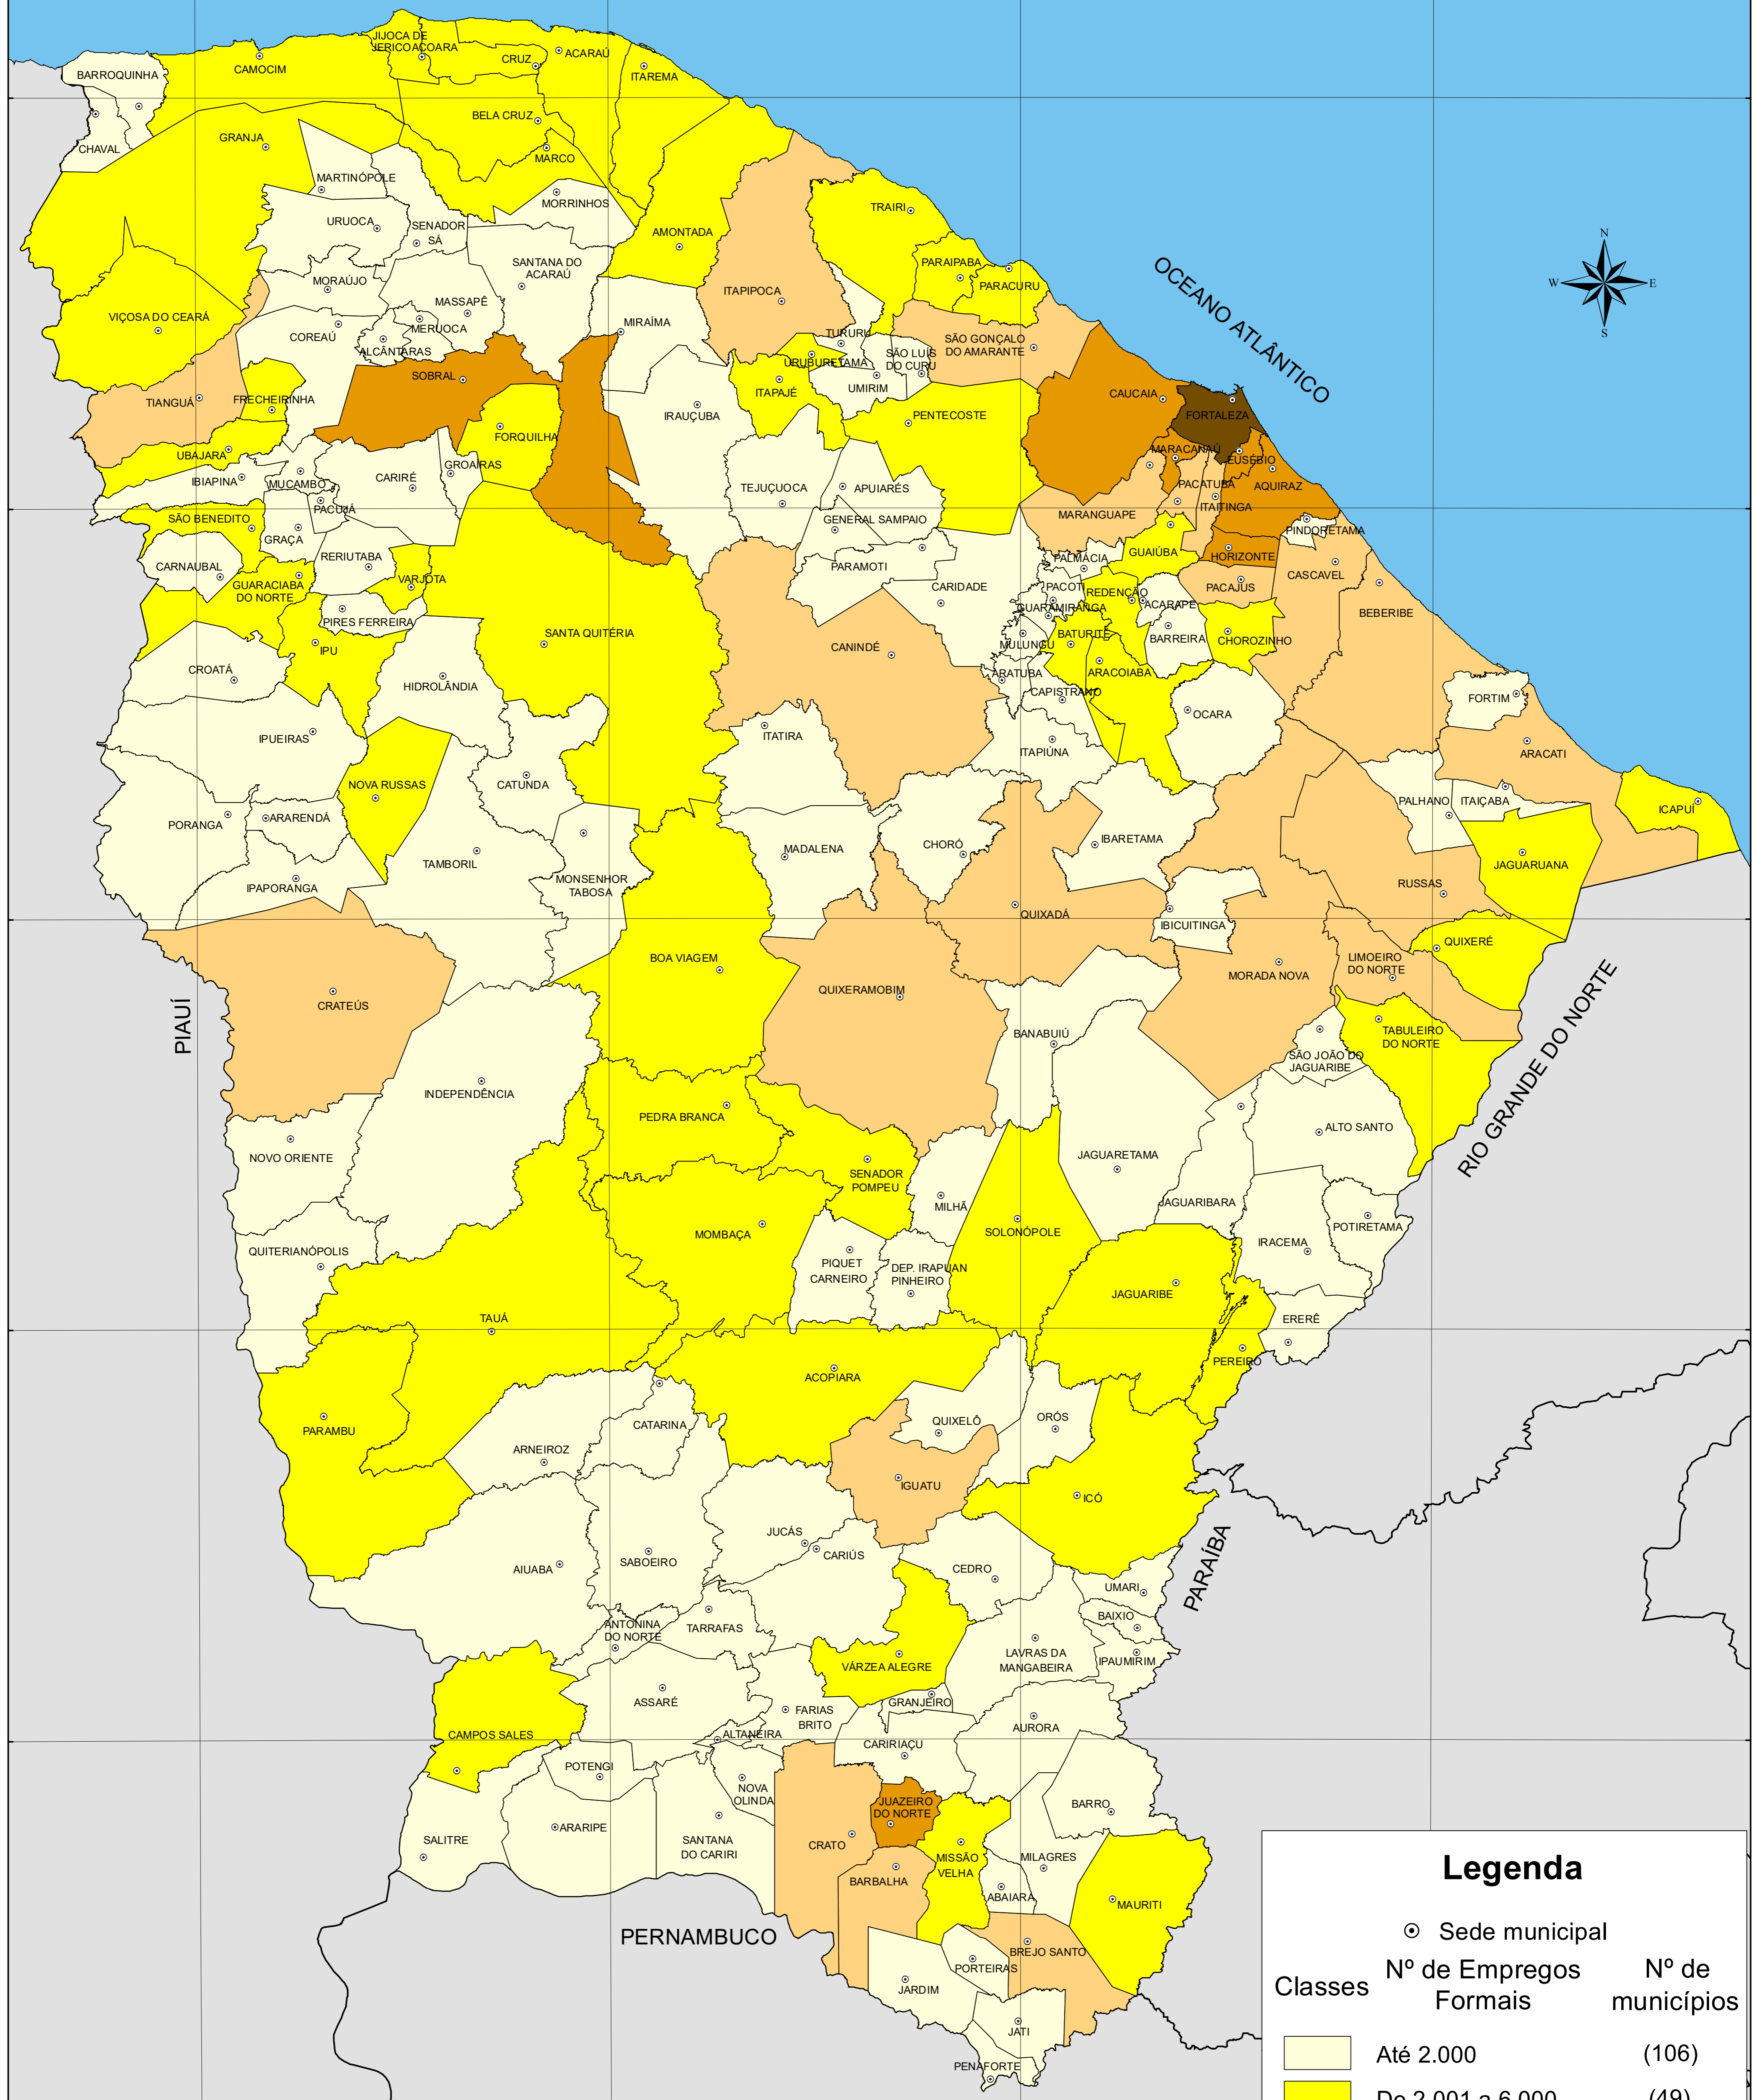 JIJOCA DE
JERICOACOARA
CRUZ
ACARAÚ
CAMOCIM
ITAREMA
BARROQUINHA
BELA CRUZ
GRANJA
CHAVAL
MARCO
MARTINÓPOLE
MORRINHOS
TRAIRI
URUOCA
SENADOR
SÁ
AMONTADA
N
W
E
S
SANTANA DO
ACARAÚ
PARAIPABA
PARACURU
OCEANO ATLÂNTICO
MORAÚJO
ITAPIPOCA
MASSAPÊ
VIÇOSA DO CEARÁ
MERUOCA
MIRAÍMA
TURURU
COREAÚ
ALCÂNTARAS
SÃO GONÇALO
DO AMARANTE
SÃO LUÍS
DO CURU
URUBURETAMA
SOBRAL
UMIRIM
ITAPAJÉ
CAUCAIA
TIANGUÁ
FRECHEIRINHA
IRAUÇUBA
PENTECOSTE
FORTALEZA
FORQUILHA
MARACANAÚ
UBAJARA
EUSÉBIO
GROAÍRAS
IBIAPINA
MUCAMBO
CARIRÉ
TEJUÇUOCA
APUIARÉS
PACATUBA
AQUIRAZ
PACUJÁ
ITAITINGA
SÃO BENEDITO
GENERAL SAMPAIO
MARANGUAPE
PINDORETAMA
GRAÇA
RERIUTABA
CARNAUBAL
PARAMOTI
PALMÁCIA
GUAIÚBA
HORIZONTE
VARJOTA
CASCAVEL
GUARACIABA
DO NORTE
CARIDADE
PACOTI
REDENÇÃO
PACAJUS
GUARAMIRANGA
ACARAPE
BEBERIBE
PIRES FERREIRA
SANTA QUITÉRIA
BATURITÉ
BARREIRA
CHOROZINHO
IPU
CANINDÉ
MULUNGU
CROATÁ
ARATUBA
ARACOIABA
HIDROLÂNDIA
CAPISTRANO
FORTIM
OCARA
IPUEIRAS
ITATIRA
ITAPIÚNA
ARACATI
NOVA RUSSAS
CATUNDA
PALHANO
ITAIÇABA
ICAPUÍ
PORANGA
ARARENDÁ
IBARETAMA
MADALENA
CHORÓ
TAMBORIL
JAGUARUANA
IPAPORANGA
MONSENHOR
TABOSA
RUSSAS
QUIXADÁ
IBICUITINGA
QUIXERÉ
BOA VIAGEM
LIMOEIRO
DO NORTE
MORADA NOVA
QUIXERAMOBIM
CRATEÚS
PIAUÍ
BANABUIÚ
TABULEIRO
DO NORTE
SÃO JOÃO DO
JAGUARIBE
RIO GRANDE DO NORTE
INDEPENDÊNCIA
PEDRA BRANCA
ALTO SANTO
NOVO ORIENTE
JAGUARETAMA
SENADOR
POMPEU
JAGUARIBARA
MILHÃ
POTIRETAMA
MOMBAÇA
SOLONÓPOLE
IRACEMA
QUITERIANÓPOLIS
PIQUET
CARNEIRO
DEP. IRAPUAN
PINHEIRO
JAGUARIBE
TAUÁ
ERERÊ
PEREIRO
ACOPIARA
PARAMBU
CATARINA
QUIXELÔ
ORÓS
ARNEIROZ
IGUATU
ICÓ
JUCÁS
CARIÚS
SABOEIRO
AIUABA
CEDRO
PARAÍBA
UMARI
BAIXIO
ANTONINA
DO NORTE
TARRAFAS
LAVRAS DA
MANGABEIRA
IPAUMIRIM
VÁRZEA ALEGRE
ASSARÉ
GRANJEIRO
FARIAS
BRITO
AURORA
CAMPOS SALES
ALTANEIRA
CARIRIAÇU
POTENGI
NOVA
OLINDA
JUAZEIRO
DO NORTE
BARRO
ARARIPE
SALITRE
SANTANA
DO CARIRI
CRATO
MISSÃO
VELHA
MILAGRES
BARBALHA
ABAIARA
MAURITI
PERNAMBUCO
BREJO SANTO
PORTEIRAS
JARDIM
JATI
PENAFORTE
Legenda
Sede municipal
Classes
Nº de Empregos
Formais
Nº de
municípios
Até 2.000
(106)
De 2.001 a 6.000
(49)